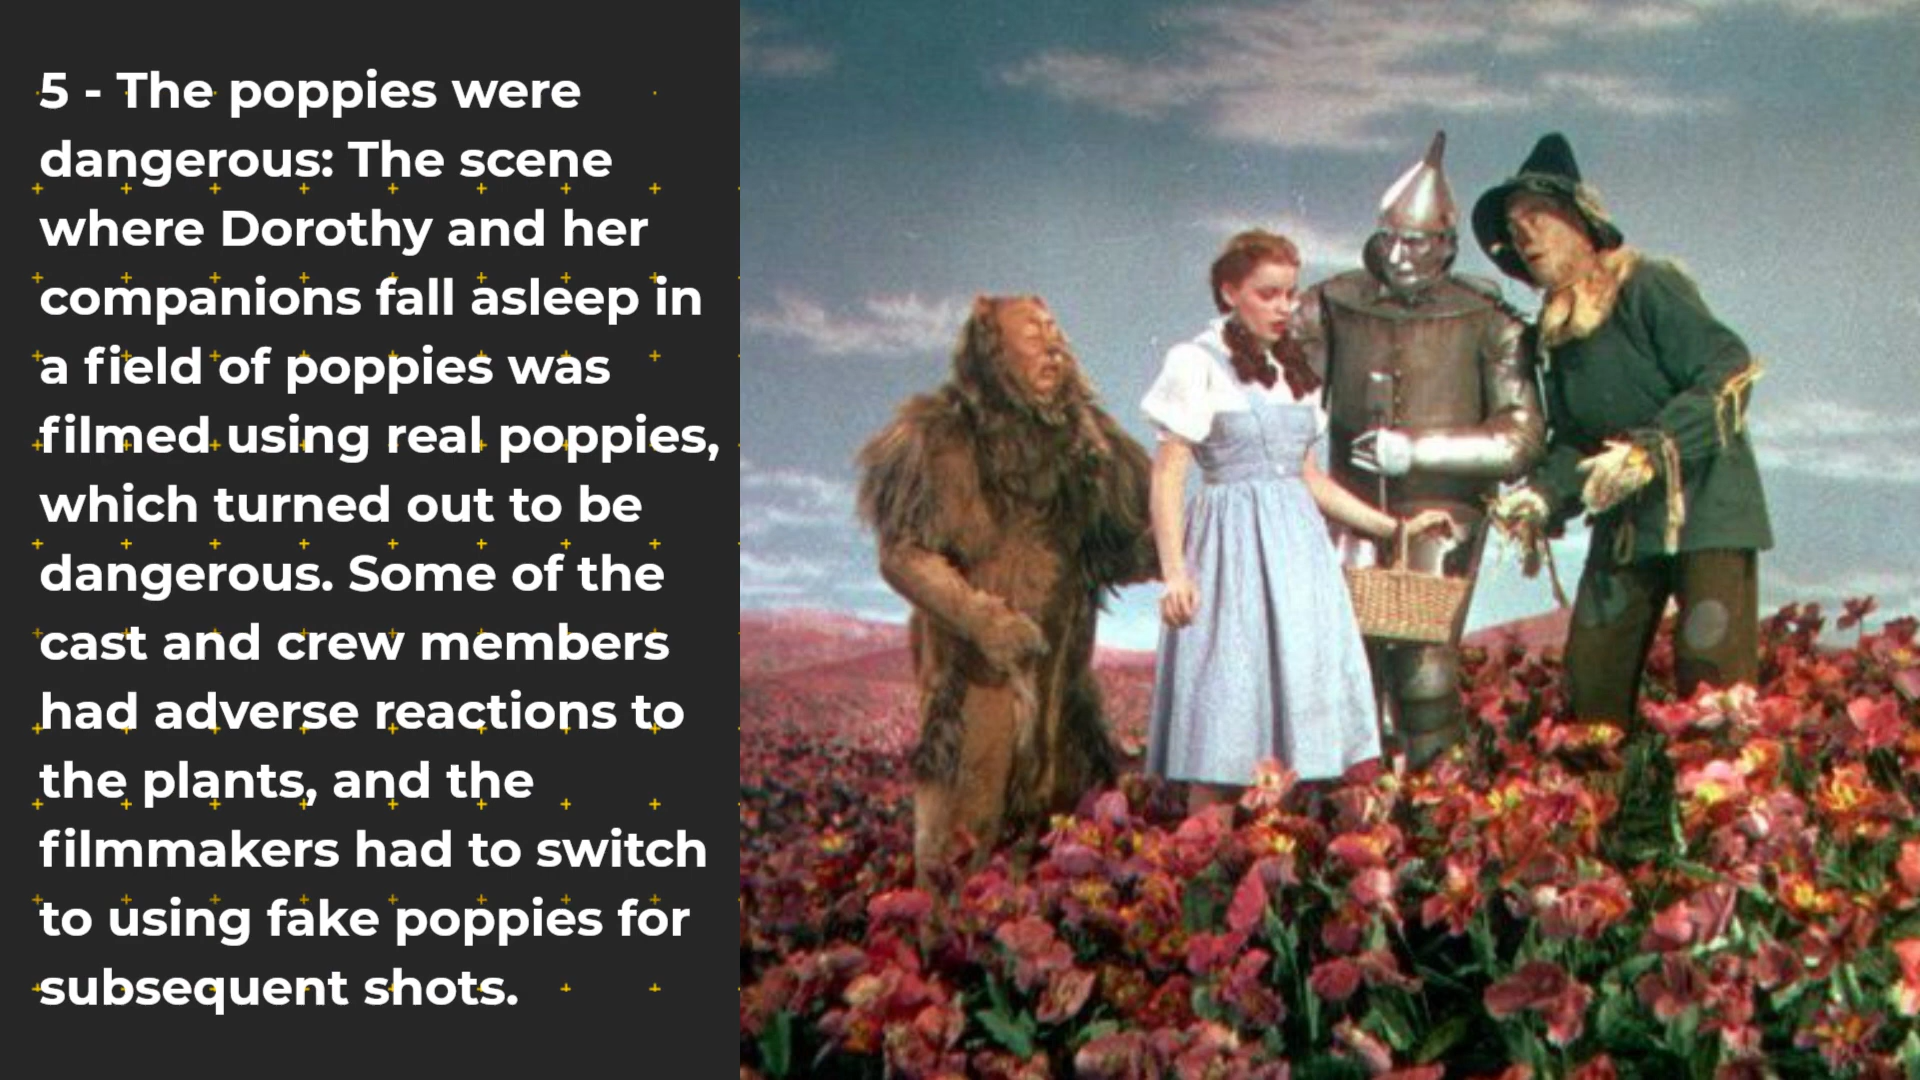 5 - The poppies were
dangerous: The scene
where Dorothy and her
companions fall asleep in
a field of poppies was
filmed using real poppies,
which turned out to be
dangerous. Some of the
cast and crew members
had adverse reactions to
the plants, and the
filmmakers had to switch
to using fake poppies for
subsequent shots.